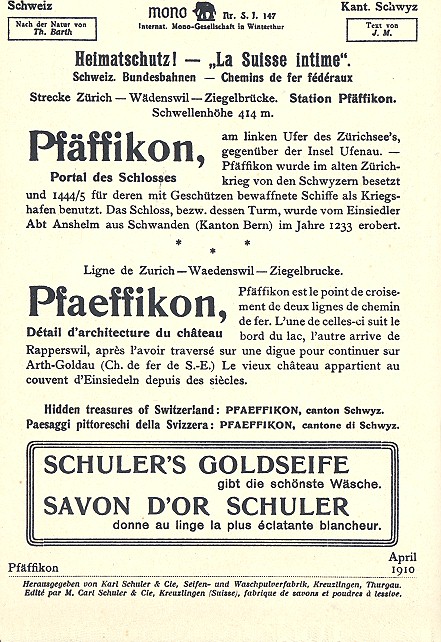 Schweiz
mono Nr. S. J. 147
Kant. Schwyz
Nach der Natur von
Th. Barth
Internat. Mono-Gesellschaft in Winterthur
Text von
J. M.
Heimatschutz! — „La Suisse intime“.
Schweiz. Bundesbahnen — Chemins de fer fédéraux
Strecke Zürich — Wädenswil — Ziegelbrücke. Station Pfäffikon.
Schwellenhöhe 414 m.
Pfäffikon,
Portal des Schlosses
am linken Ufer des Zürichsee's,
gegenüber der Insel Ufenau. —
Pfäffikon wurde im alten Zürich-
krieg von den Schwyzern besetzt
und 1444/5 für deren mit Geschützen bewaffnete Schiffe als Kriegs-
hafen benutzt. Das Schloss, bezw. dessen Turm, wurde vom Einsiedler
Abt Anshelm aus Schwanden (Kanton Bern) im Jahre 1233 erobert.
* * *
Ligne de Zurich — Waedenswil — Ziegelbrucke.
Pfaeffikon,
Détail d'architecture du château
Pfäffikon est le point de croise-
ment de deux lignes de chemin
de fer. L'une de celles-ci suit le
bord du lac, l'autre arrive de
Rapperswil, après l'avoir traversé sur une digue pour continuer sur
Arth-Goldau (Ch. de fer de S.-E.) Le vieux château appartient au
couvent d'Einsiedeln depuis des siècles.
Hidden treasures of Switzerland: PFAEFFIKON, canton Schwyz.
Paesaggi pittoreschi della Svizzera: PFAEFFIKON, cantone di Schwyz.
SCHULER'S GOLDSEIFE
gibt die schönste Wäsche.
SAVON D'OR SCHULER
donne au linge la plus éclatante blancheur.
Pfäffikon
April
1910
Herausgegeben von Karl Schuler & Cie, Seifen- und Waschpulverfabrik, Kreuzlingen, Thurgau.
Edité par M. Carl Schuler & Cie, Kreuzlingen (Suisse), fabrique de savons et poudres à lessive.